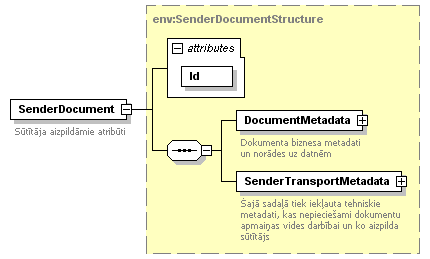 env:SenderDocumentStructure
attributes
Id
SenderDocument
Sūtītāja aizpildāmie atribūti
DocumentMetadata
Dokumenta biznesa metadati
un norādes uz datnēm
SenderTransportMetadata
Šajā sadaļā tiek iekļauta tehniskie
metadati, kas nepieciešami dokumentu
apmaiņas vides darbībai un ko aizpilda
sūtītājs